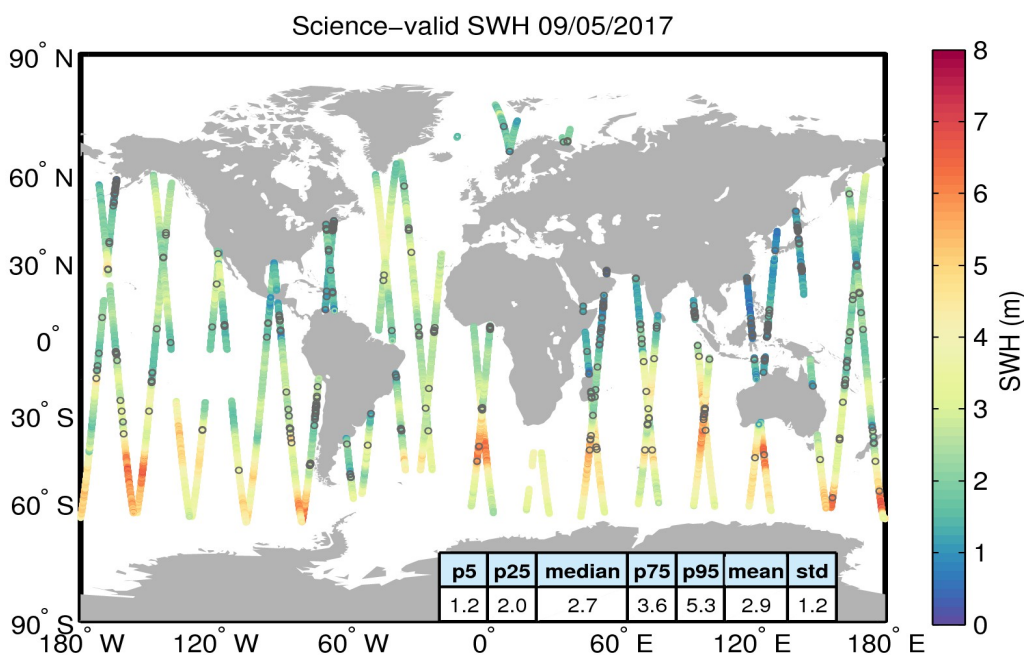 Science−valid SWH 09/05/2017
90° N
60° N
30° N
0°
30° S
60° S
90° S
180° W
120° W
60° W
0°
60° E
120° E
180° E
p5 p25 median p75 p95 mean std
1.2 2.0 2.7 3.6 5.3 2.9 1.2
8
7
6
5
4
3
2
1
0
SWH (m)